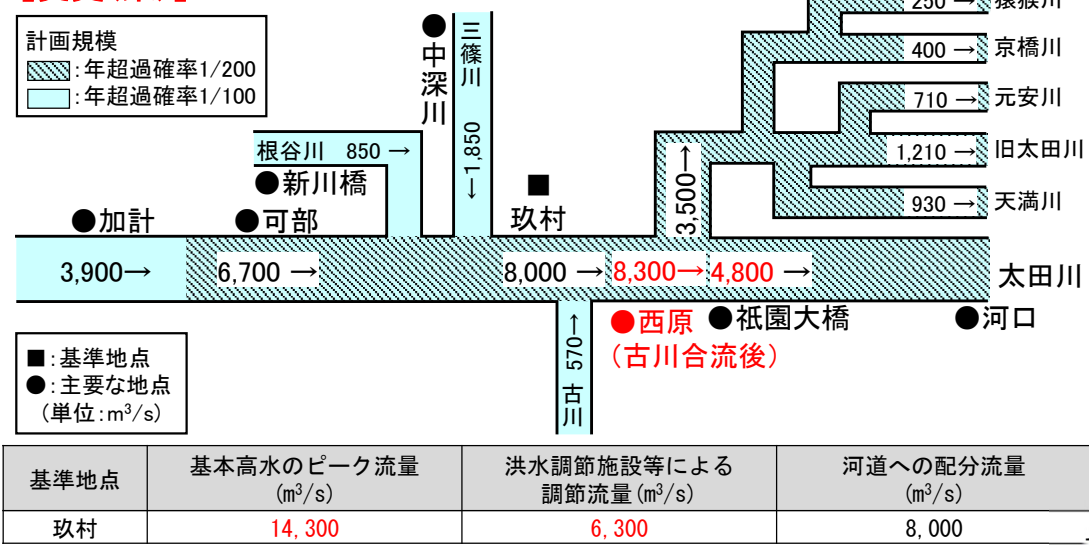 計画規模
：年超過確率1/200
：年超過確率1/100
●中深川
三篠川
←1,850
根谷川 850→
●新川橋
■
玖村
●加計
●可部
3,900→
6,700→
8,000→
8,300→
4,800→
3,500→
猿猴川
250→
400→ 京橋川
710→ 元安川
1,210→ 旧太田川
930→ 天満川
太田川
●西原
(古川合流後)
●祇園大橋
●河口
570→
古川
■：基準地点
●：主要な地点
（単位：m³/s）
基準地点
基本高水のピーク流量
(m³/s)
洪水調節施設等による
調節流量(m³/s)
河道への配分流量
(m³/s)
玖村 14,300 6,300 8,000